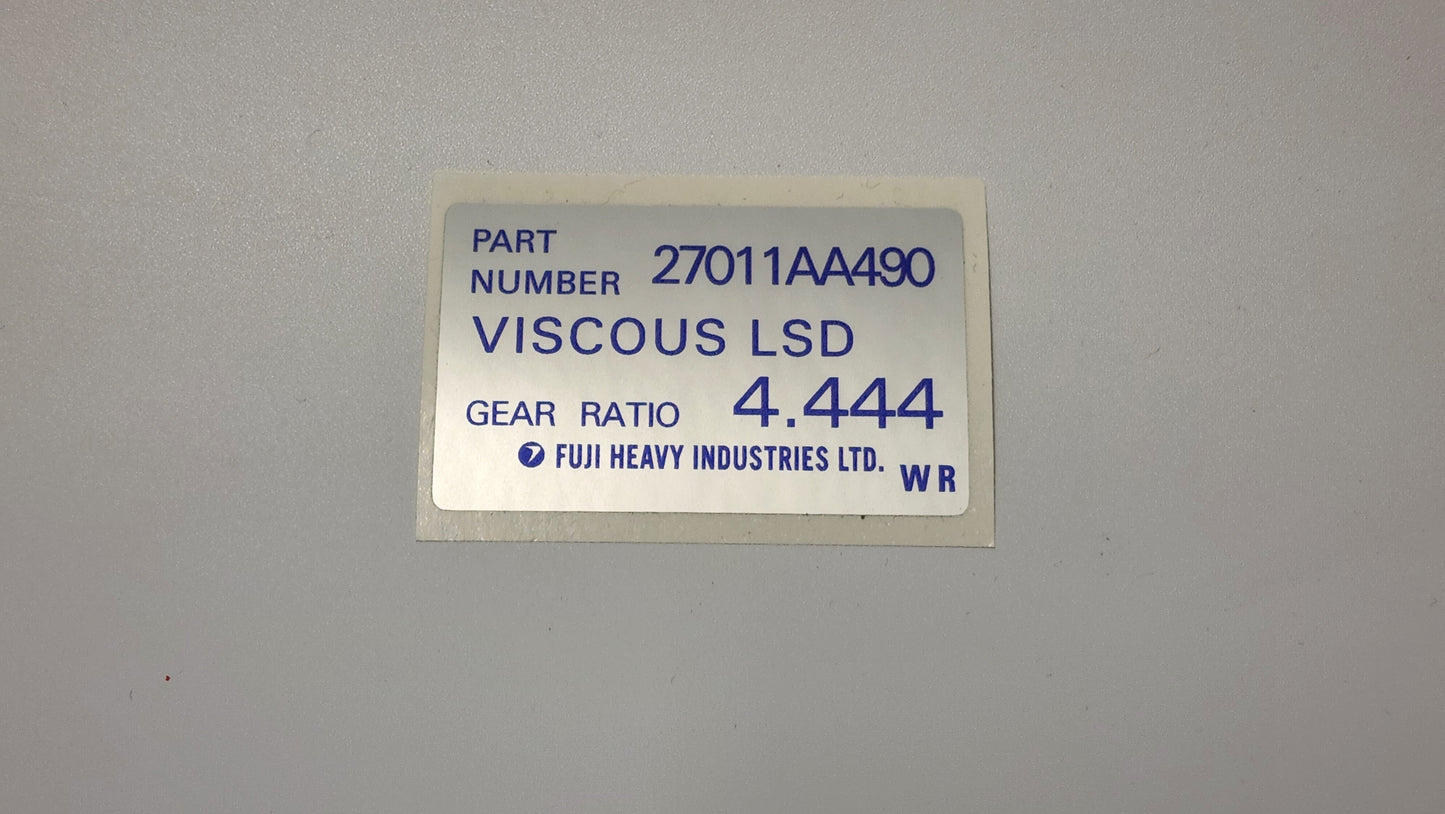 PART
NUMBER 27011AA490
VISCOUS LSD
GEAR RATIO 4.444
FUJI HEAVY INDUSTRIES LTD.
WR